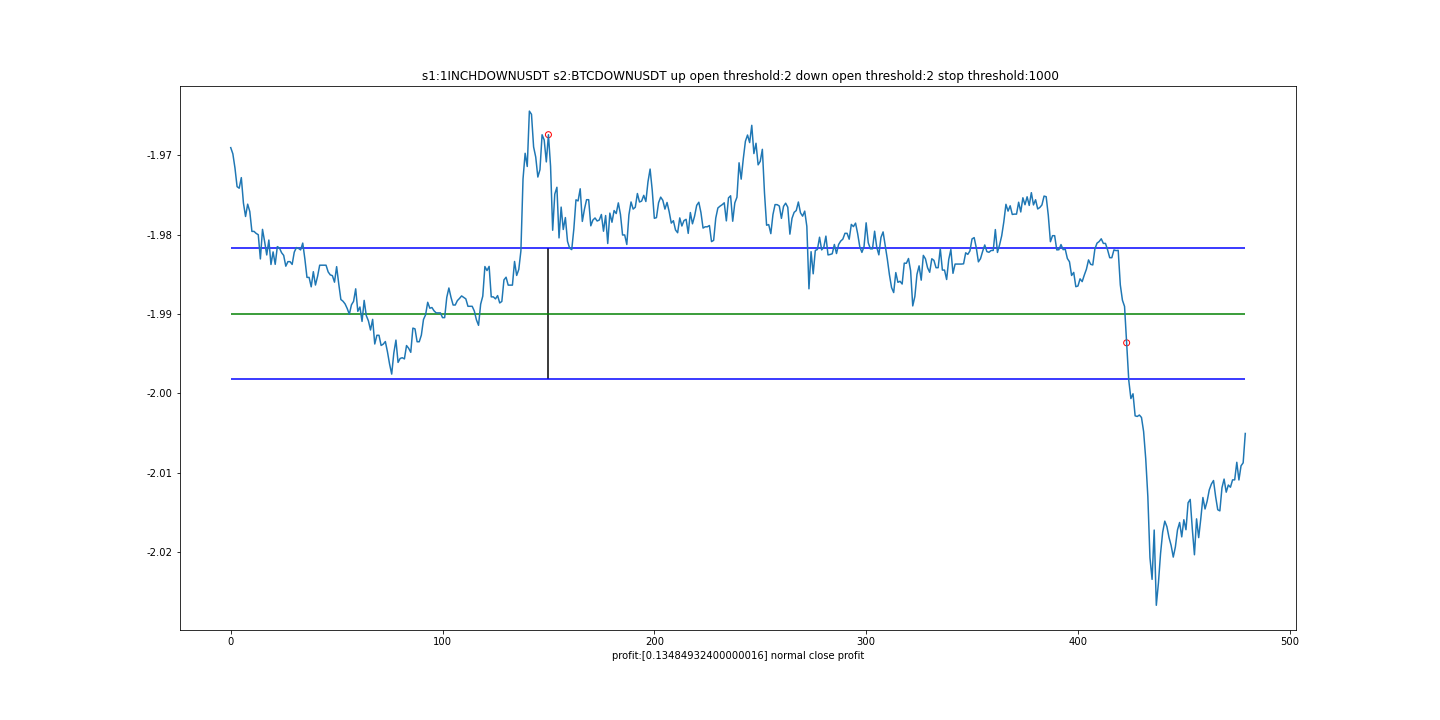 s1:1INCHDOWNUSDT s2:BTCDOWNUSDT up open threshold:2 down open threshold:2 stop threshold:1000
-1.97
-1.98
-1.99
-2.00
-2.01
-2.02
0 100 200 300 400 500
profit:[0.13484932400000016] normal close profit